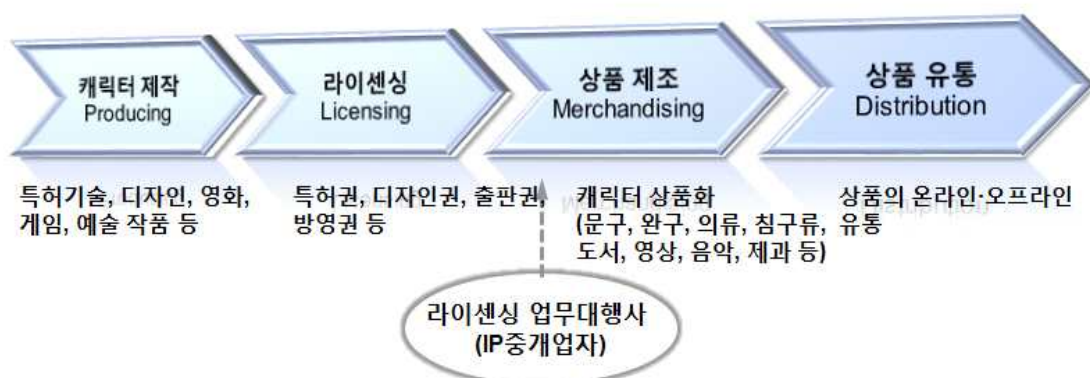 캐릭터 제작
Producing
라이센싱
Licensing
상품 제조
Merchandising
상품 유통
Distribution
특허기술, 디자인, 영화,
게임, 예술 작품 등
특허권, 디자인권, 출판권,
방영권 등
캐릭터 상품화
(문구, 완구, 의류, 침구류,
도서, 영상, 음악, 제과 등)
상품의 온라인·오프라인
유통
라이센싱 업무대행사
(IP중개업자)